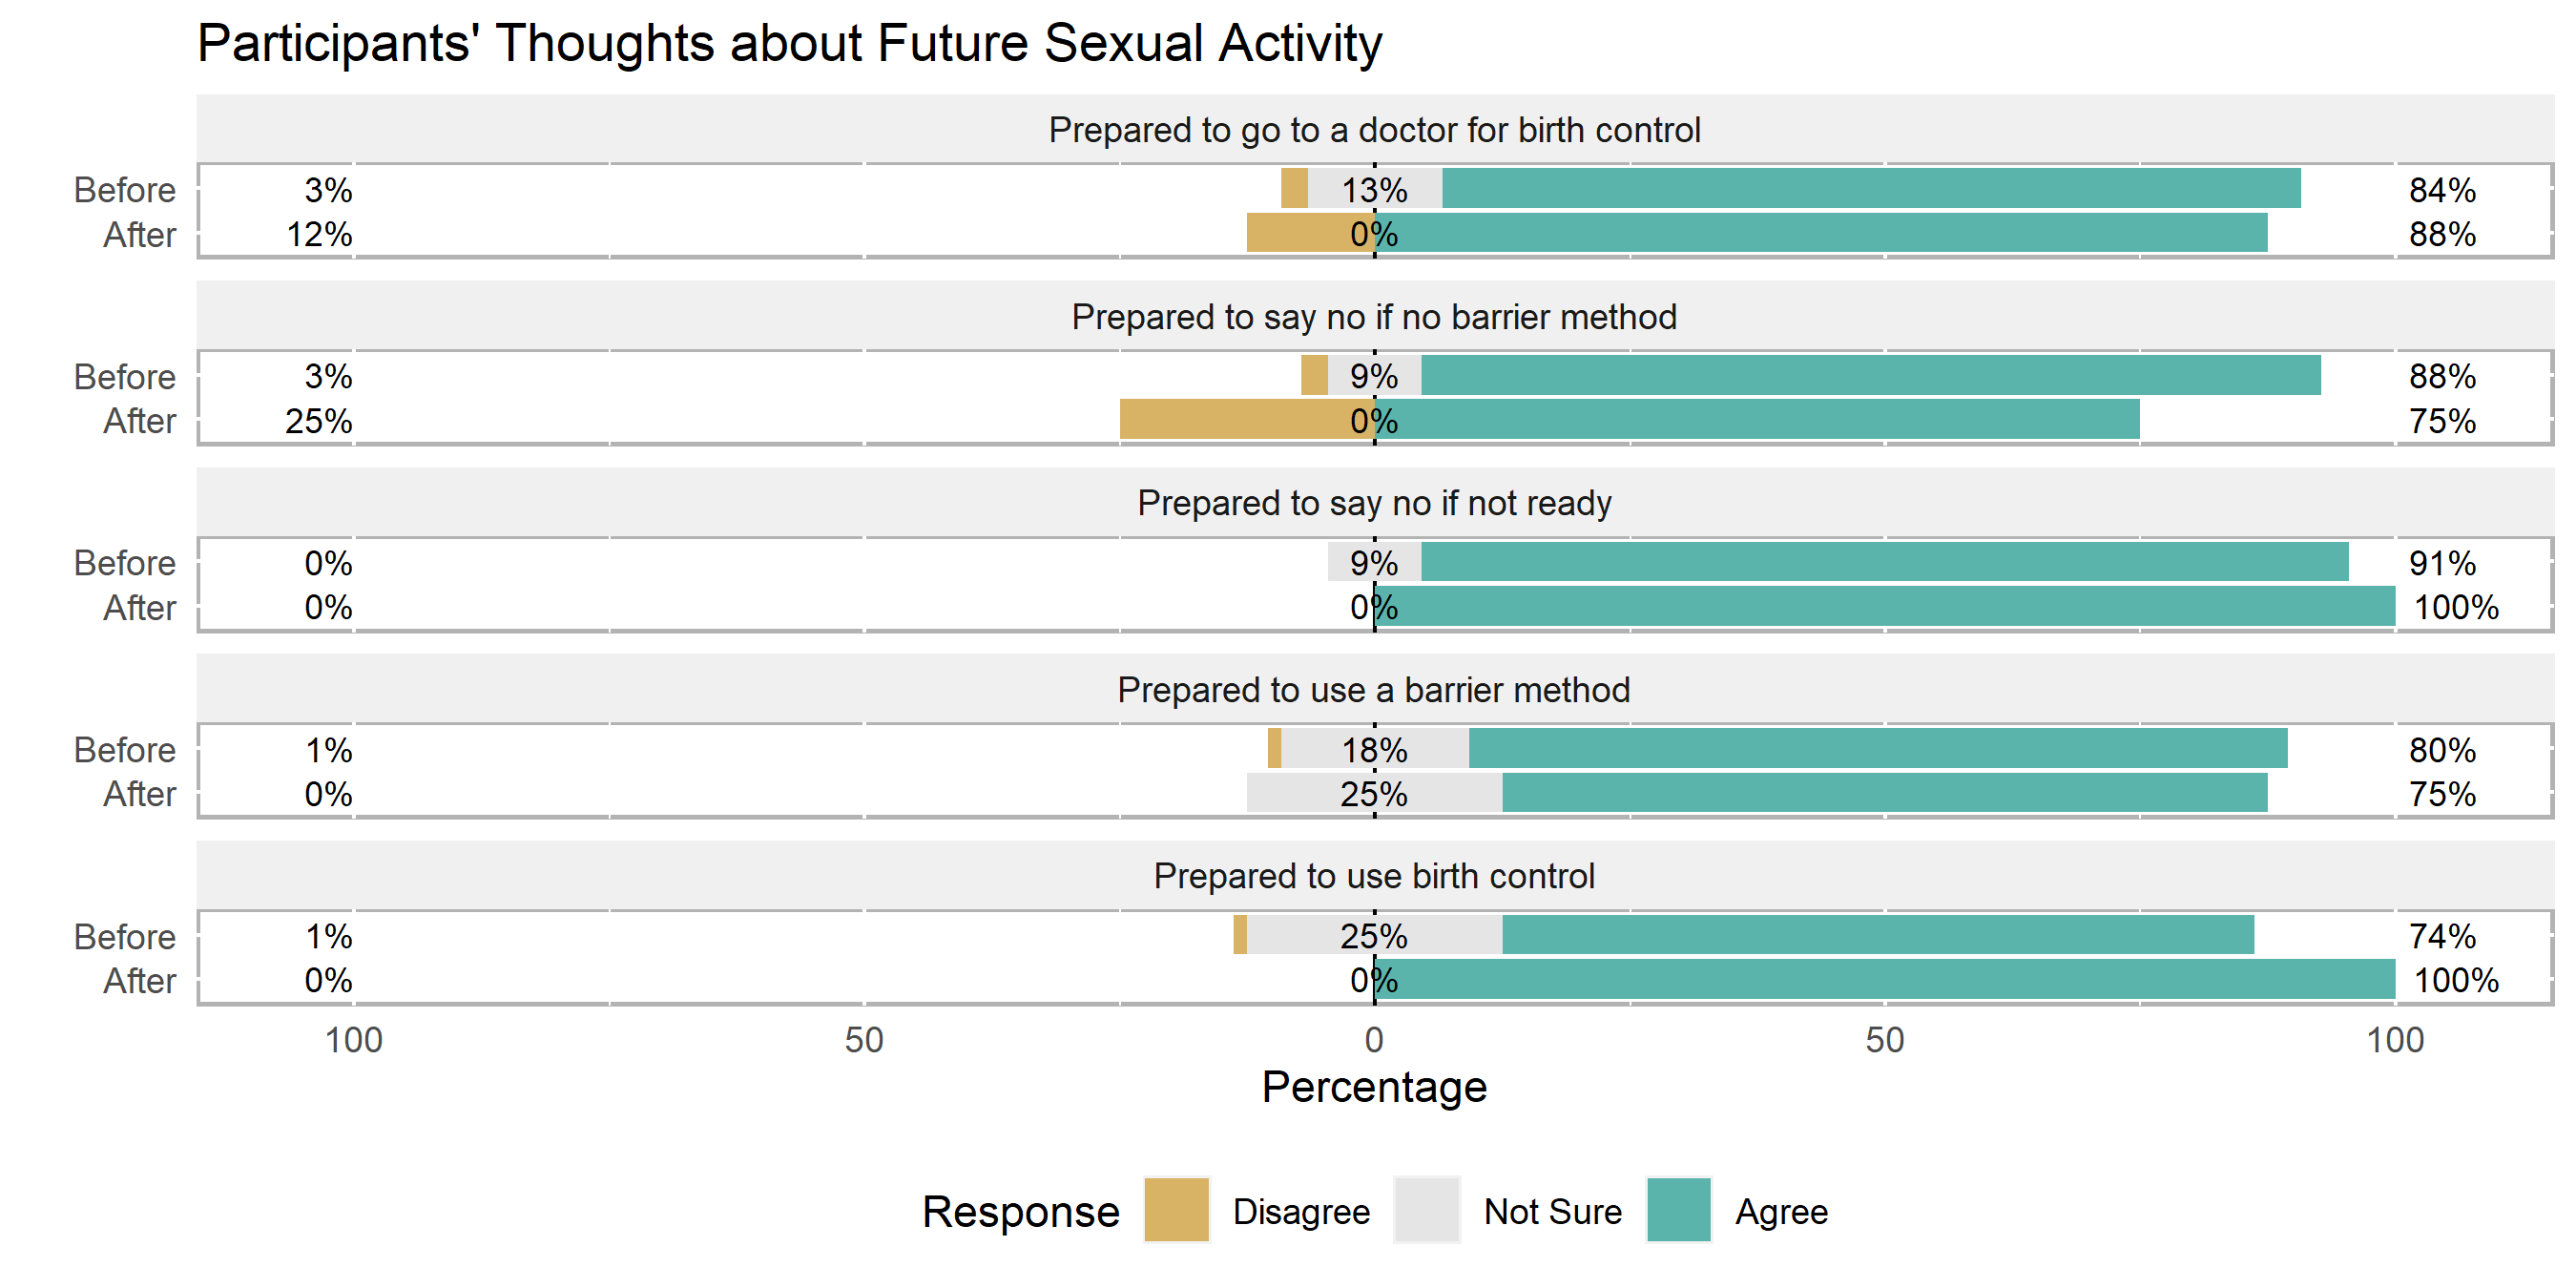 Participants' Thoughts about Future Sexual Activity
Prepared to go to a doctor for birth control
Before 3% 13% 84%
After 12% 0% 88%
Prepared to say no if no barrier method
Before 3% 9% 88%
After 25% 0% 75%
Prepared to say no if not ready
Before 0% 9% 91%
After 0% 0% 100%
Prepared to use a barrier method
Before 1% 18% 80%
After 0% 25% 75%
Prepared to use birth control
Before 1% 25% 74%
After 0% 0% 100%
100 50 0 50 100
Percentage
Response Disagree Not Sure Agree